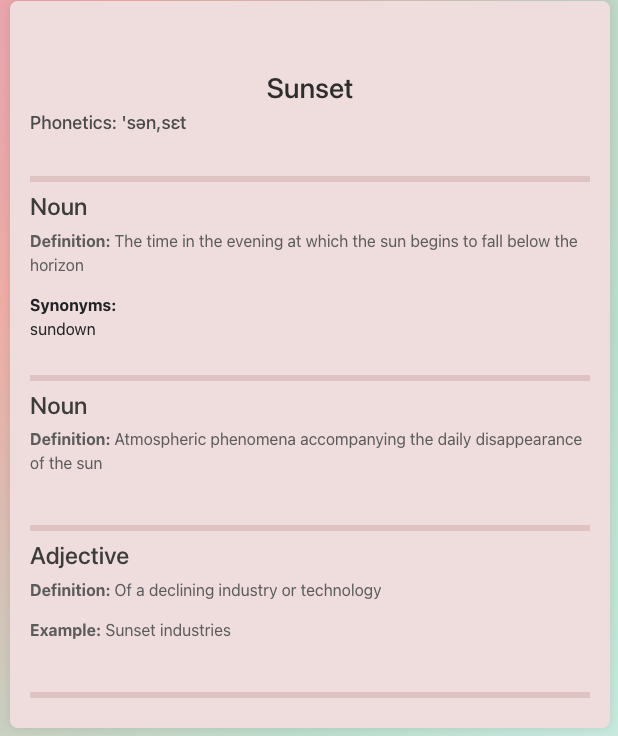 Sunset
Phonetics: 'sən,sɛt
Noun
Definition: The time in the evening at which the sun begins to fall below the
horizon
Synonyms:
sundown
Noun
Definition: Atmospheric phenomena accompanying the daily disappearance
of the sun
Adjective
Definition: Of a declining industry or technology
Example: Sunset industries